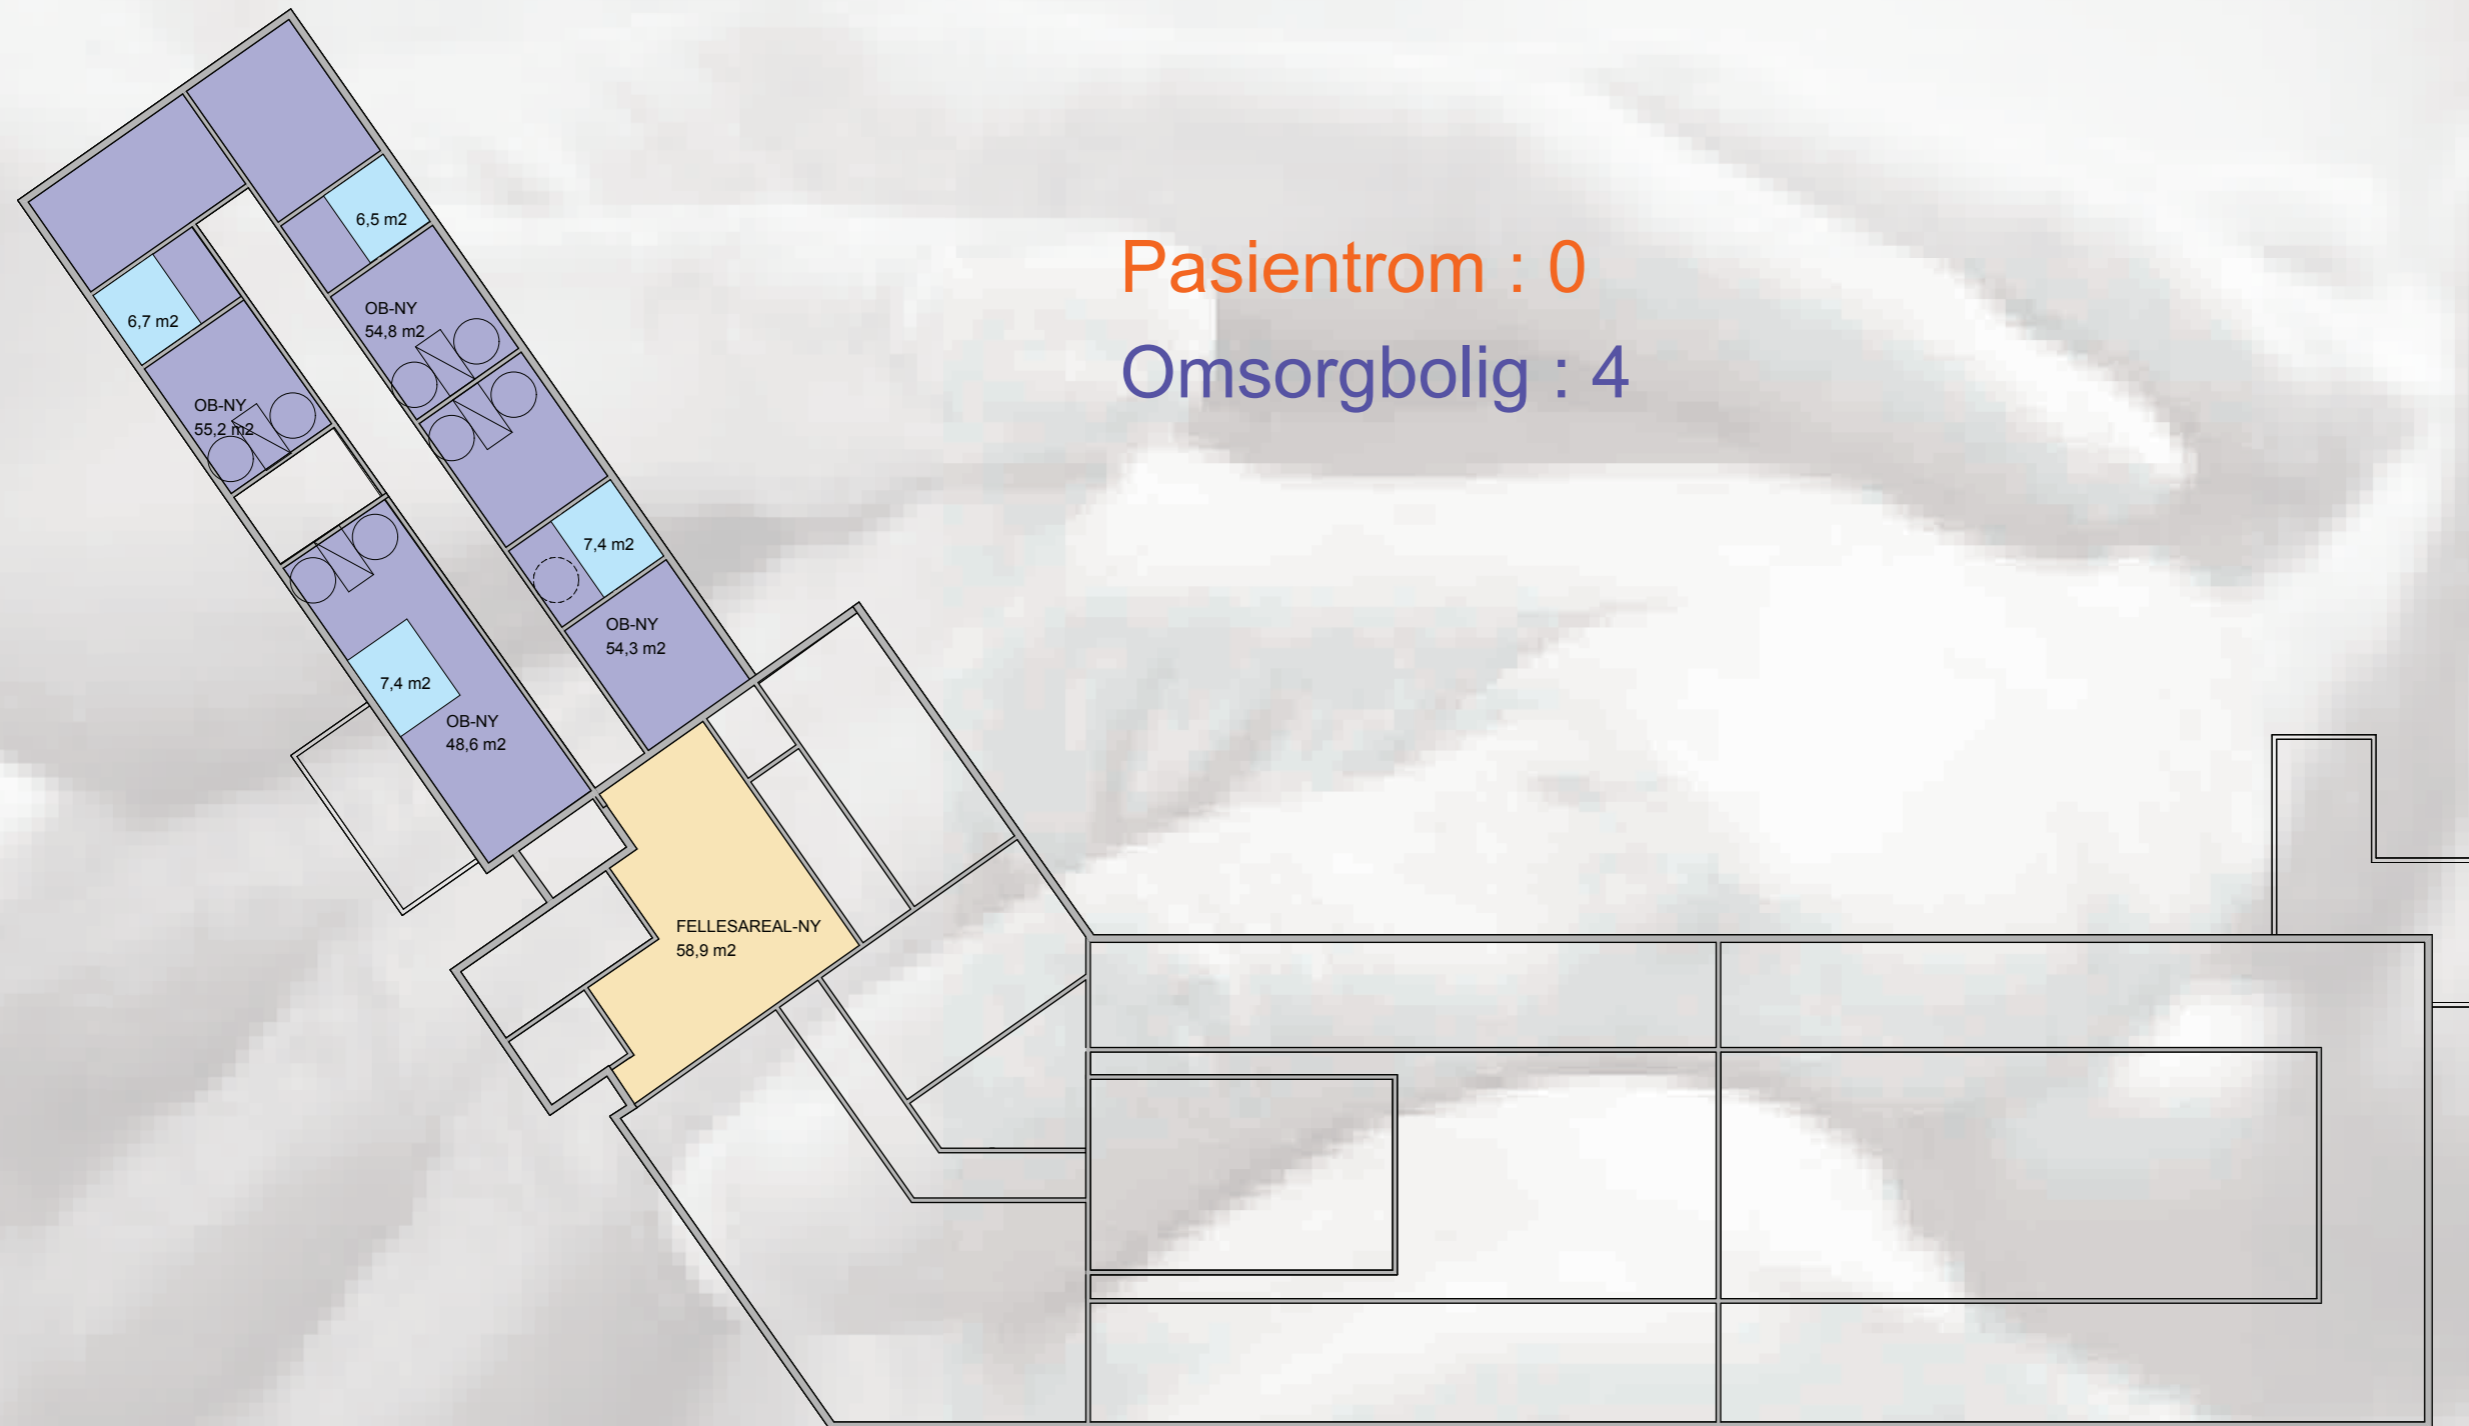 6,5 m2
Pasientrom : 0
OB-NY
54,8 m2
6,7 m2
Omsorgbolig : 4
OB-NY
55,2 m2
7,4 m2
OB-NY
54,3 m2
7,4 m2
OB-NY
48,6 m2
FELLESAREAL-NY
58,9 m2